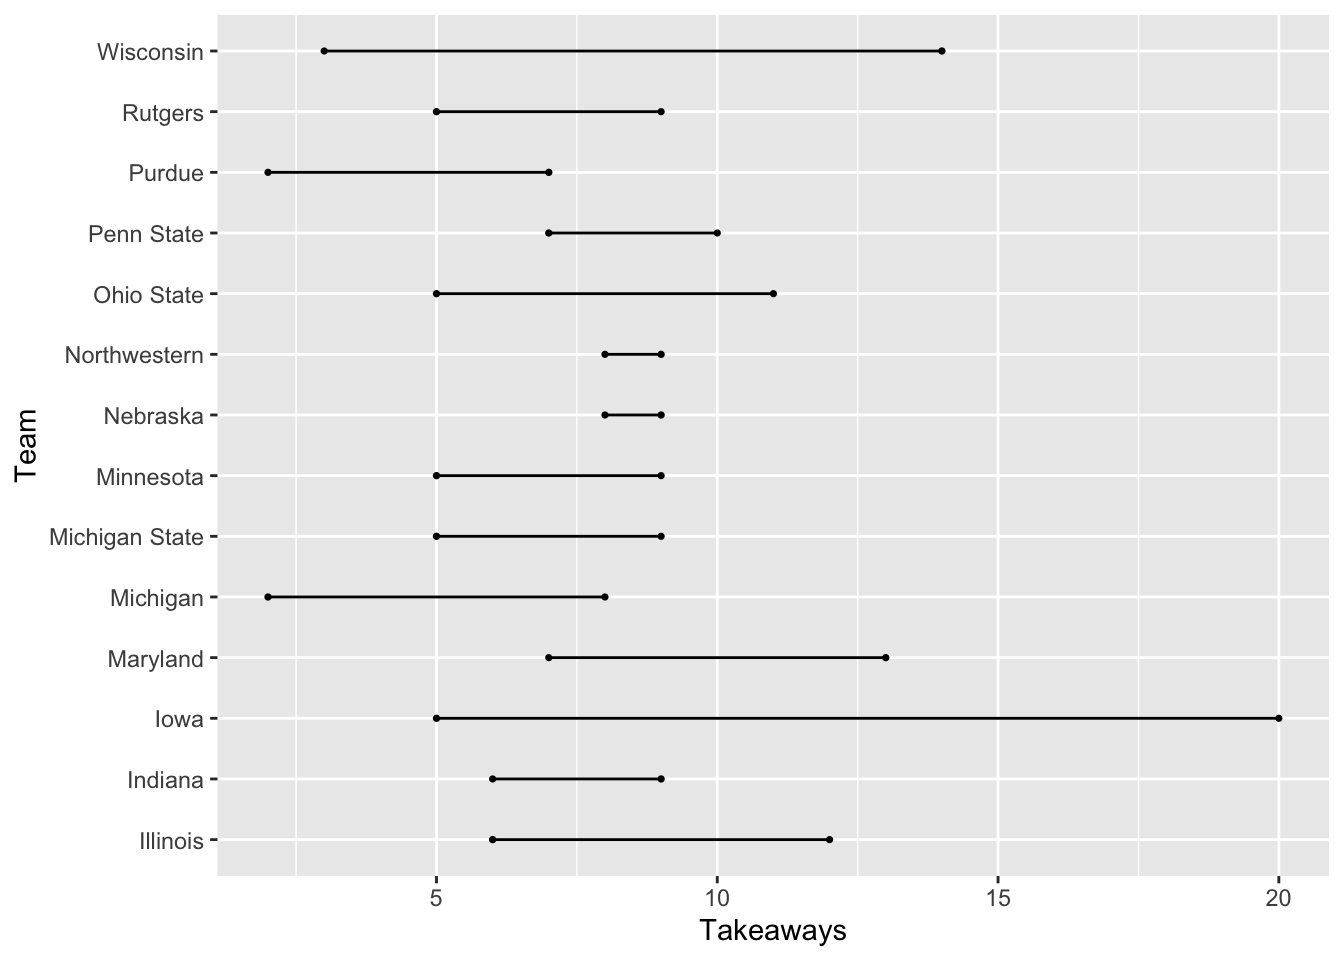 Wisconsin
Rutgers
Purdue
Penn State
Ohio State
Northwestern
Nebraska
Minnesota
Michigan State
Michigan
Maryland
Iowa
Indiana
Illinois
Team
5 10 15 20
Takeaways